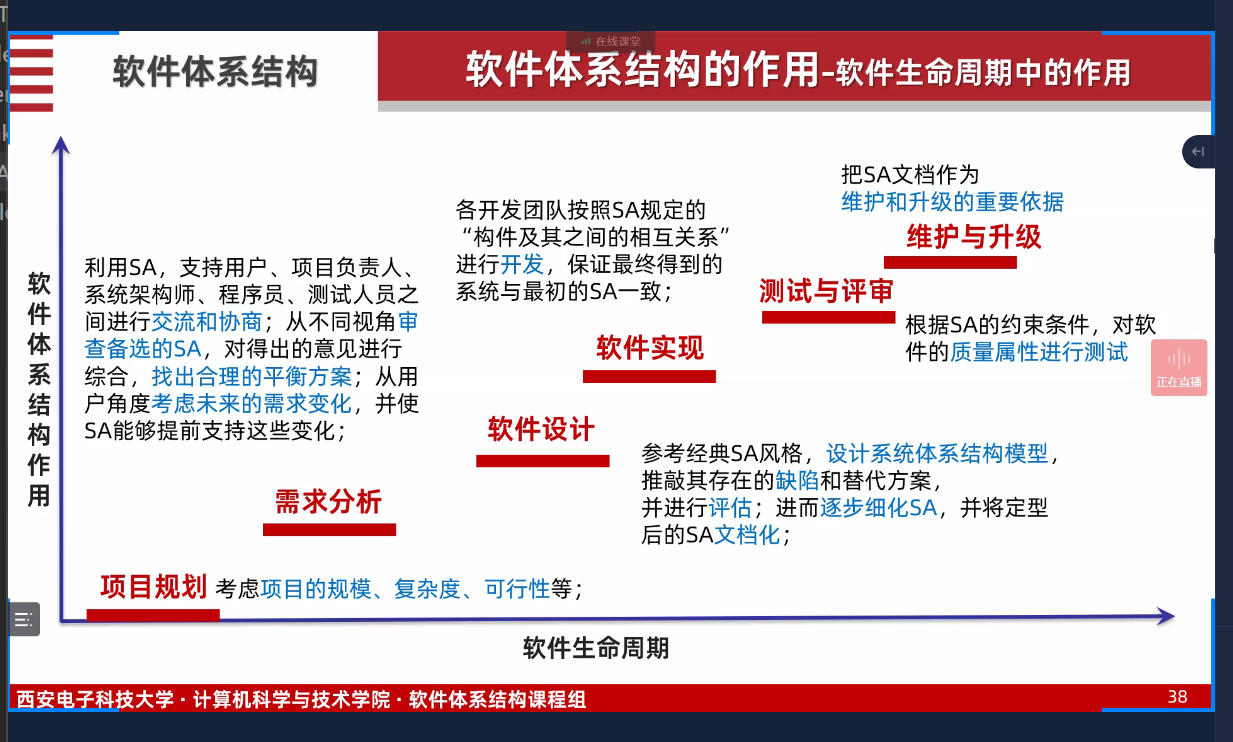 在线课堂
软件体系结构
软件体系结构的作用-软件生命周期中的作用
软件体系结构作用
把SA文档作为
维护和升级的重要依据
维护与升级
各开发团队按照SA规定的
“构件及其之间的相互关系”
进行开发，保证最终得到的
系统与最初的SA一致；
测试与评审
根据SA的约束条件，对软
件的质量属性进行测试
正在直播
利用SA，支持用户、项目负责人、
系统架构师、程序员、测试人员之
间进行交流和协商；从不同视角审
查备选的SA，对得出的意见进行
综合，找出合理的平衡方案；从用
户角度考虑未来的需求变化，并使
SA能够提前支持这些变化；
软件实现
软件设计
参考经典SA风格，设计系统体系结构模型，
推敲其存在的缺陷和替代方案，
并进行评估；进而逐步细化SA，并将定型
后的SA文档化；
需求分析
项目规划 考虑项目的规模、复杂度、可行性等；
软件生命周期
西安电子科技大学·计算机科学与技术学院·软件体系结构课程组
38